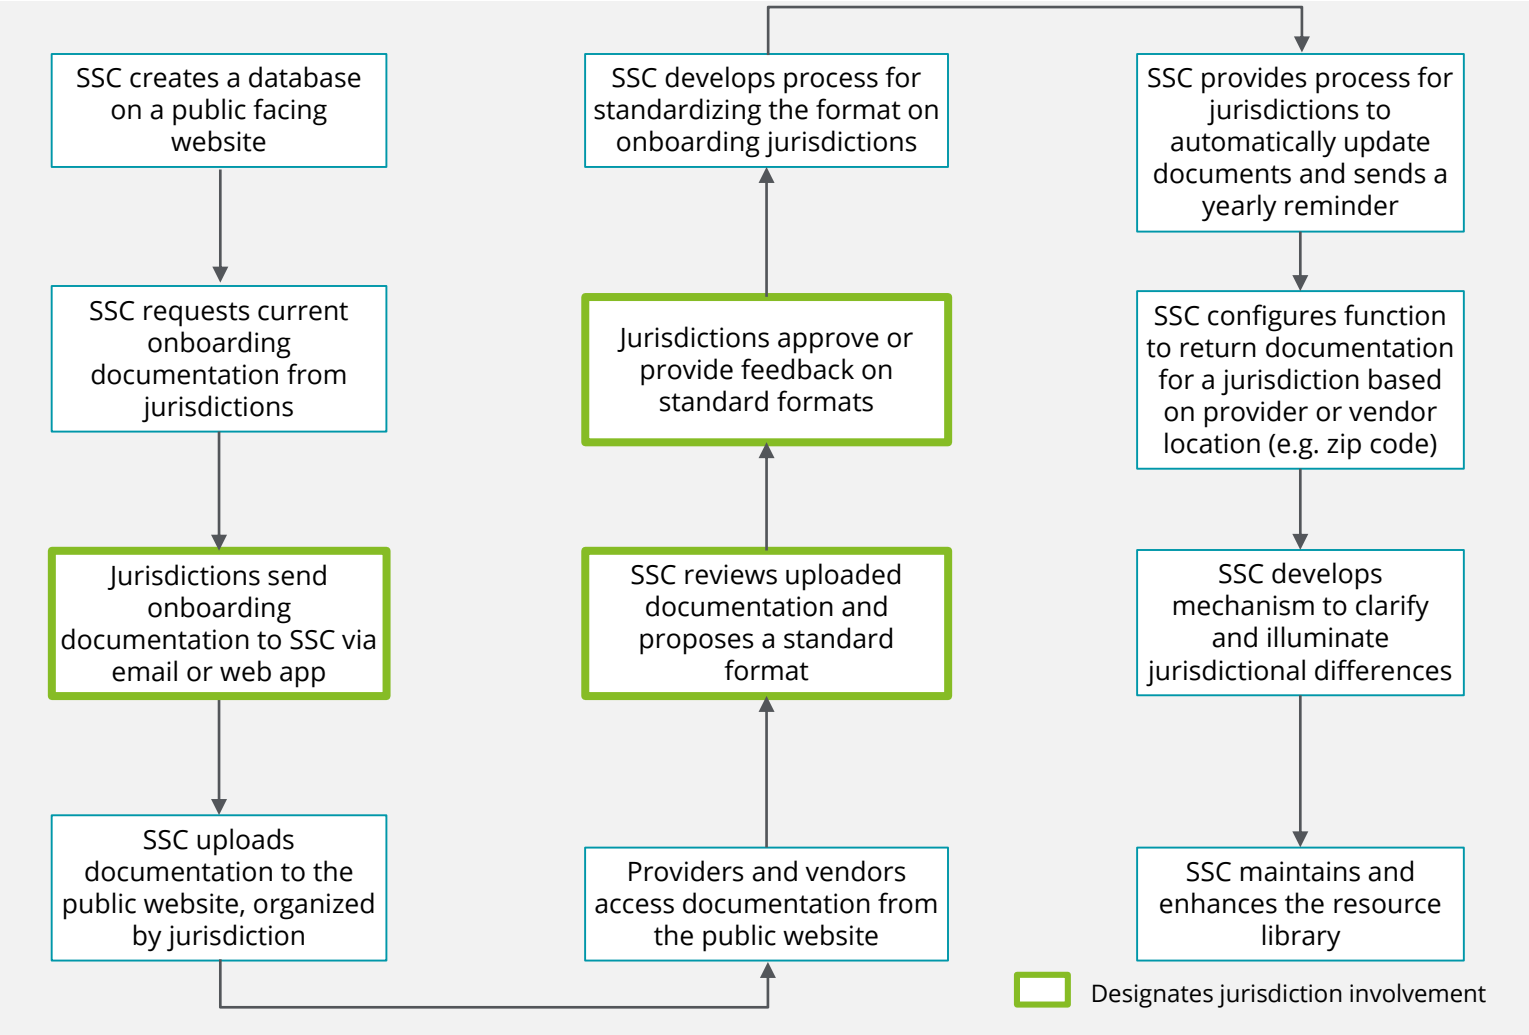 SSC creates a database
on a public facing
website
SSC requests current
onboarding
documentation from
jurisdictions
Jurisdictions send
onboarding
documentation to SSC via
email or web app
SSC uploads
documentation to the
public website, organized
by jurisdiction
Providers and vendors
access documentation from
the public website
SSC reviews uploaded
documentation and
proposes a standard
format
Jurisdictions approve or
provide feedback on
standard formats
SSC develops process for
standardizing the format on
onboarding jurisdictions
SSC provides process for
jurisdictions to
automatically update
documents and sends a
yearly reminder
SSC configures function
to return documentation
for a jurisdiction based
on provider or vendor
location (e.g. zip code)
SSC develops
mechanism to clarify
and illuminate
jurisdictional differences
SSC maintains and
enhances the resource
library
Designates jurisdiction involvement